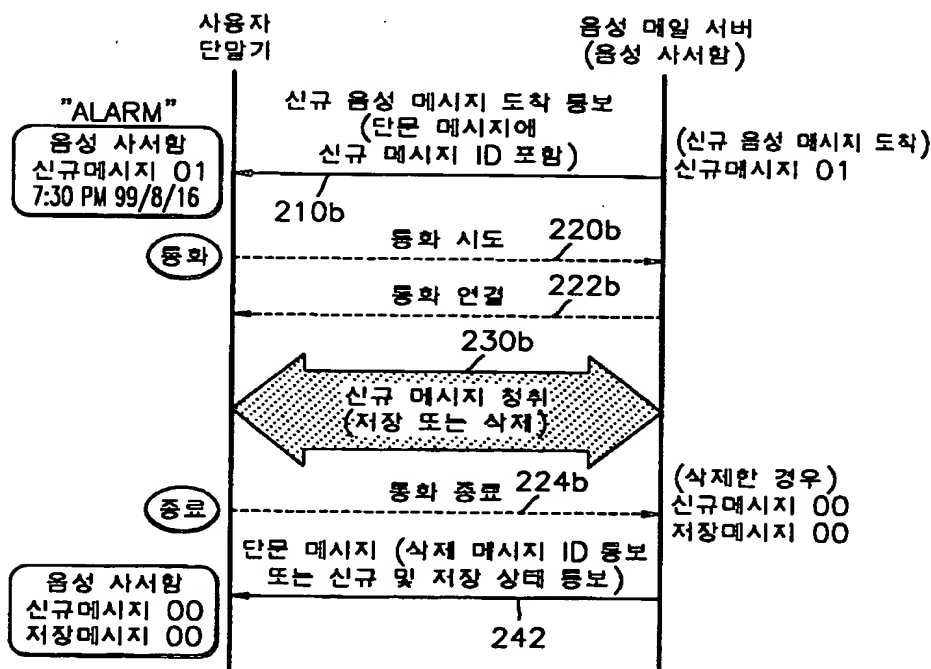 사용자
단말기
음성 메일 서버
(음성 사서함)
"ALARM"
음성 사서함
신규메시지 01
7:30 PM 99/8/16
신규 음성 메시지 도착 통보
(단문 메시지에
신규 메시지 ID 포함)
210b
(신규 음성 메시지 도착)
신규메시지 01
통화
통화 시도
220b
통화 연결
222b
230b
신규 메시지 청취
(저장 또는 삭제)
종료
통화 종료
224b
(삭제한 경우)
신규메시지 00
저장메시지 00
단문 메시지 (삭제 메시지 ID 통보
또는 신규 및 저장 상태 통보)
242
음성 사서함
신규메시지 00
저장메시지 00